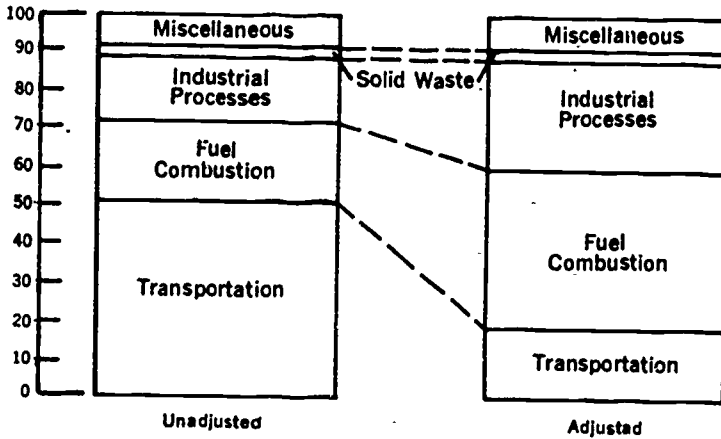 100
90
80
70
60
50
40
30
20
10
0
Miscellaneous
Industrial
Processes
Fuel
Combustion
Transportation
Unadjusted
Solid Waste
Miscellaneous
Industrial
Processes
Fuel
Combustion
Transportation
Adjustad